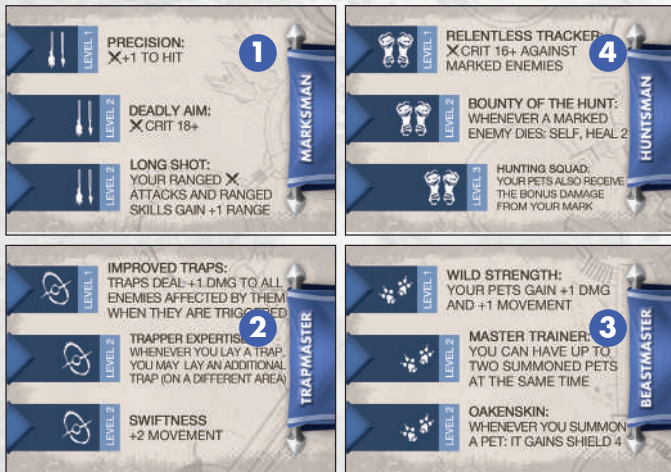 LEVEL 1
PRECISION:
+1 TO HIT
1
LEVEL 2
DEADLY AIM:
CRIT 18+
LEVEL 2
LONG SHOT:
YOUR RANGED
ATTACKS AND RANGED
SKILLS GAIN +1 RANGE
MARKSMAN
LEVEL 1
RELENTLESS TRACKER:
CRIT 16+ AGAINST
MARKED ENEMIES
4
LEVEL 2
BOUNTY OF THE HUNT:
WHENEVER A MARKED
ENEMY DIES: SELF, HEAL 2
LEVEL 3
HUNTING SQUAD:
YOUR PETS ALSO RECEIVE
THE BONUS DAMAGE
FROM YOUR MARK
HUNTSMAN
LEVEL 1
IMPROVED TRAPS:
TRAPS DEAL +1 DMG TO ALL
ENEMIES AFFECTED BY THEM
WHEN THEY ARE
2
LEVEL 2
TRAPPER
WHENEVER YOU LAY A TRAP,
YOU MAY LAY AN ADDITIONAL
TRAP (ON A DIFFERENT AREA)
LEVEL 2
SWIFTNESS
+2 MOVEMENT
TRAPMASTER
LEVEL 1
WILD STRENGTH:
YOUR PETS GAIN +1 DMG
AND +1 MOVEMENT
3
LEVEL 2
MASTER TRAINER:
YOU CAN HAVE UP TO
TWO SUMMONED PETS
AT THE SAME TIME
LEVEL 2
OAKENSKIN:
WHENEVER YOU SUMMON
A PET: IT GAINS SHIELD 4
BEASTMASTER